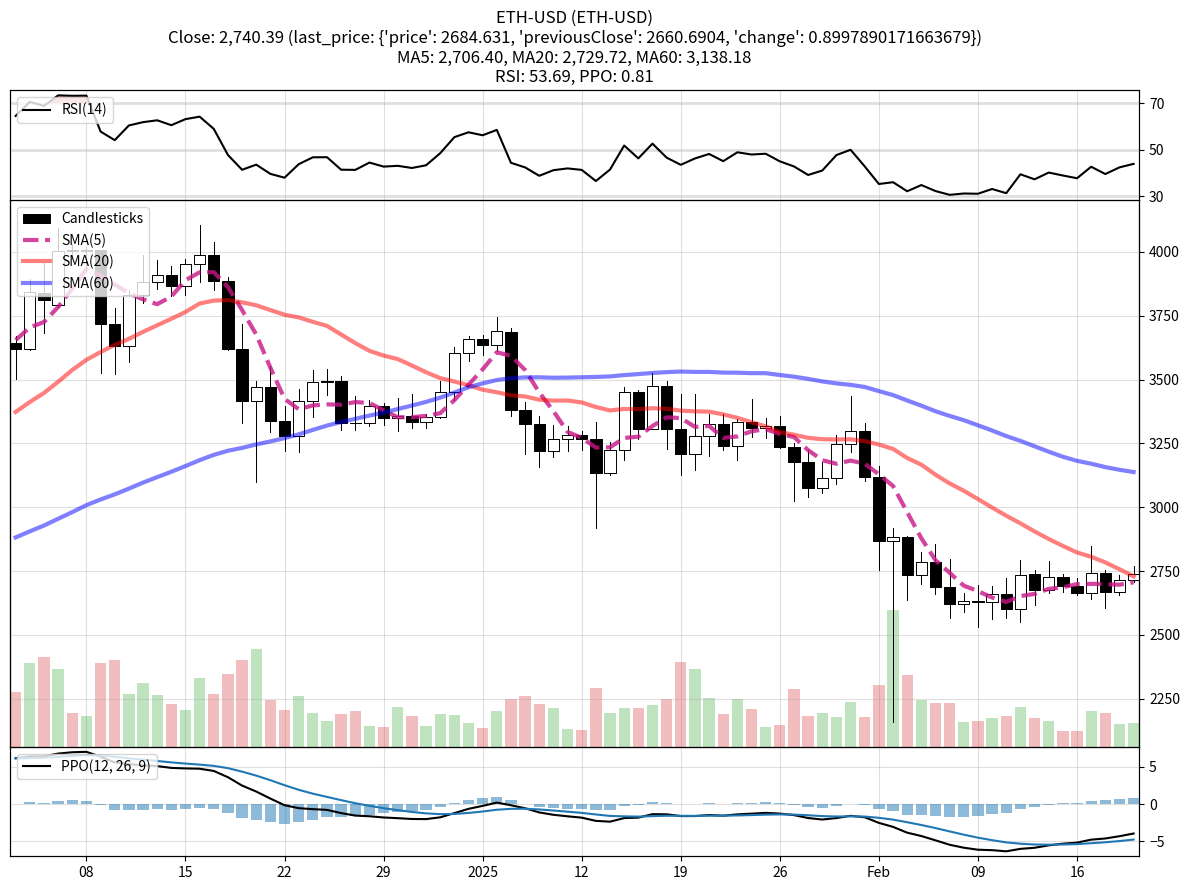 ETH-USD (ETH-USD)
Close: 2,740.39 (last_price: {'price': 2684.631, 'previousClose': 2660.6904, 'change': 0.8997890171663679})
MA5: 2,706.40, MA20: 2,729.72, MA60: 3,138.18
RSI: 53.69, PPO: 0.81
RSI(14)
70
50
30
Candlesticks
SMA(5)
SMA(20)
SMA(60)
4000
3750
3500
3250
3000
2750
2500
2250
PPO(12, 26, 9)
5
0
−5
08 15 22 29 2025 12 19 26 Feb 09 16